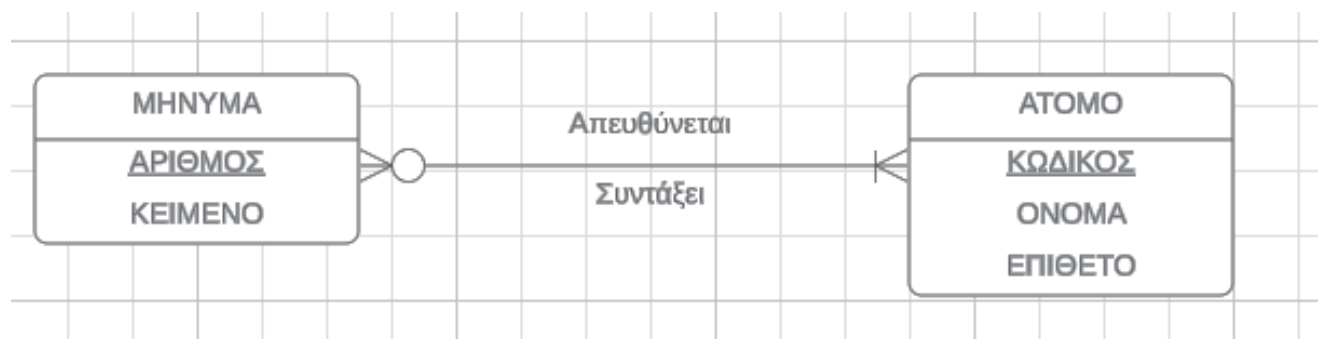 ΜΗΝΥΜΑ
ΑΡΙΘΜΟΣ
ΚΕΙΜΕΝΟ
Απευθύνεται
Συντάξει
ΑΤΟΜΟ
ΚΩΔΙΚΟΣ
ΟΝΟΜΑ
ΕΠΙΘΕΤΟ